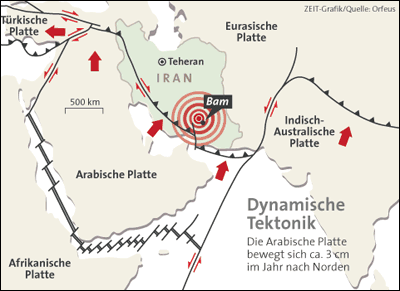 ZEIT-Grafik/Quelle: Orfeus
Türkische
Platte
Eurasische
Platte
Teheran
IRAN
500 km
Bam
Indisch-
Australische
Platte
Arabische Platte
Dynamische
Tektonik
Die Arabische Platte
bewegt sich ca. 3 cm
im Jahr nach Norden
Afrikanische
Platte